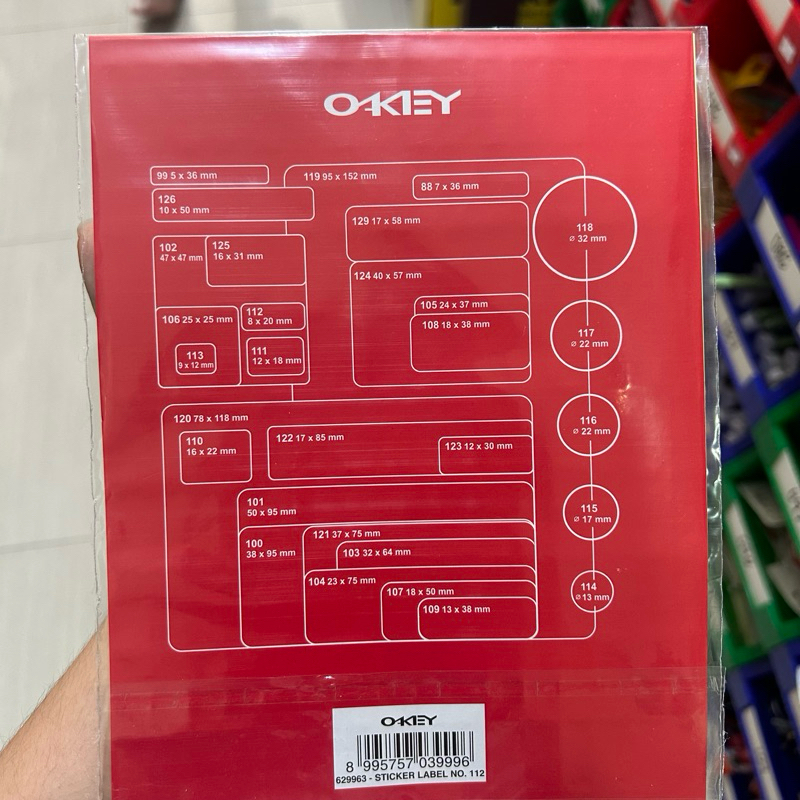 OAKLEY
99 5 x 36 mm
119 95 x 152 mm
88 7 x 36 mm
126
10 x 50 mm
129 17 x 58 mm
118
⌀ 32 mm
102
47 x 47 mm
125
16 x 31 mm
124 40 x 57 mm
105 24 x 37 mm
108 18 x 38 mm
106 25 x 25 mm
112
8 x 20 mm
113
9 x 12 mm
111
12 x 18 mm
117
⌀ 22 mm
120 78 x 118 mm
110
16 x 22 mm
122 17 x 85 mm
123 12 x 30 mm
116
⌀ 22 mm
101
50 x 95 mm
100
38 x 95 mm
121 37 x 75 mm
103 32 x 64 mm
104 23 x 75 mm
107 18 x 50 mm
109 13 x 38 mm
115
⌀ 17 mm
114
⌀ 13 mm
OAKLEY
8 995757 039996
629963 - STICKER LABEL NO. 112